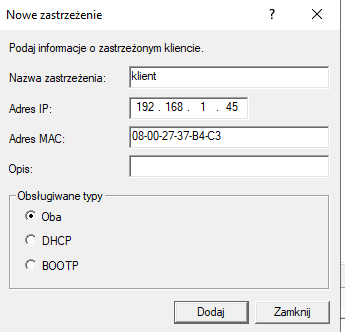 Nowe zastrzeżenie ? ×
Podaj informacje o zastrzeżonym kliencie.
Nazwa zastrzeżenia: klient
Adres IP: 192 . 168 . 1 . 45
Adres MAC: 08-00-27-37-B4-C3
Opis:
Obsługiwane typy
Oba
DHCP
BOOTP
Dodaj Zamknij